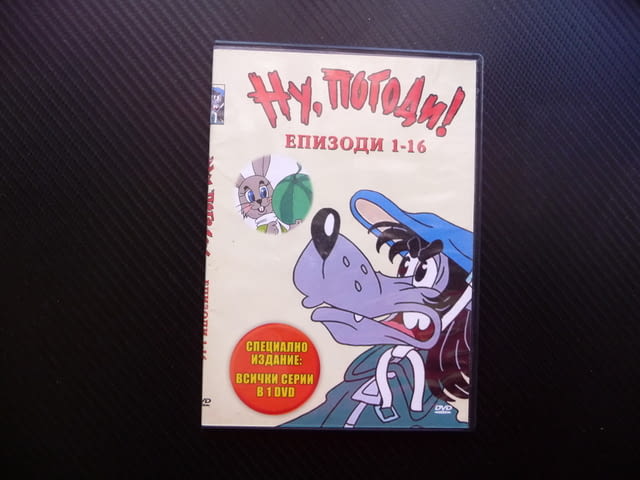 Ну, погоди!
ЕПИЗОДИ 1-16
СПЕЦИАЛНО
ИЗДАНИЕ:
ВСИЧКИ СЕРИИ
В 1 DVD
DVD